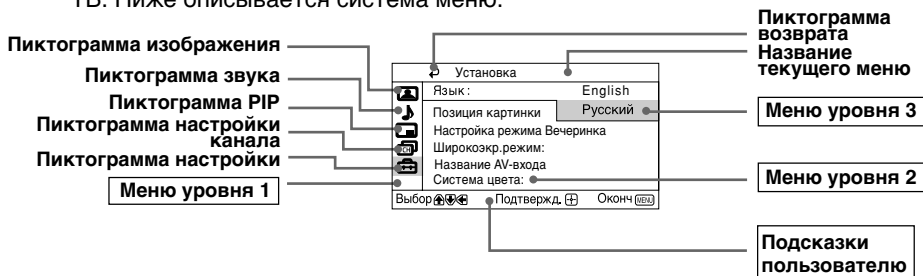 ТВ. Ниже описывается система меню.
Пиктограмма изображения
Пиктограмма звука
Пиктограмма PIP
Пиктограмма настройки
канала
Пиктограмма настройки
Меню уровня 1
Установка
Язык :
English
Русский
Позиция картинки
Настройка режима Вечеринка
Широкоэкр.режим:
Название AV-входа
Система цвета:
Выбор
Подтвержд.
Оконч MENU
Пиктограмма
возврата
Название
текущего меню
Меню уровня 3
Меню уровня 2
Подсказки
пользователю